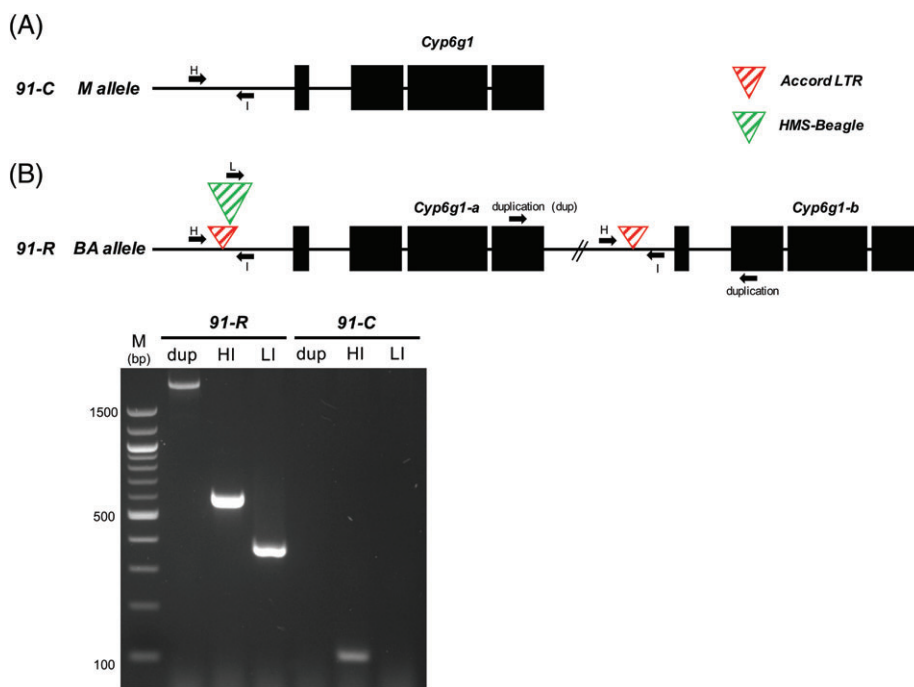 (A)
Cyp6g1
91-C M allele
H
I
Accord LTR
HMS-Beagle
(B)
L
Cyp6g1-a
duplication (dup)
Cyp6g1-b
91-R BA allele
H
I
H
I
duplication
91-R 91-C
M
(bp)
dup HI LI dup HI LI
1500
500
100